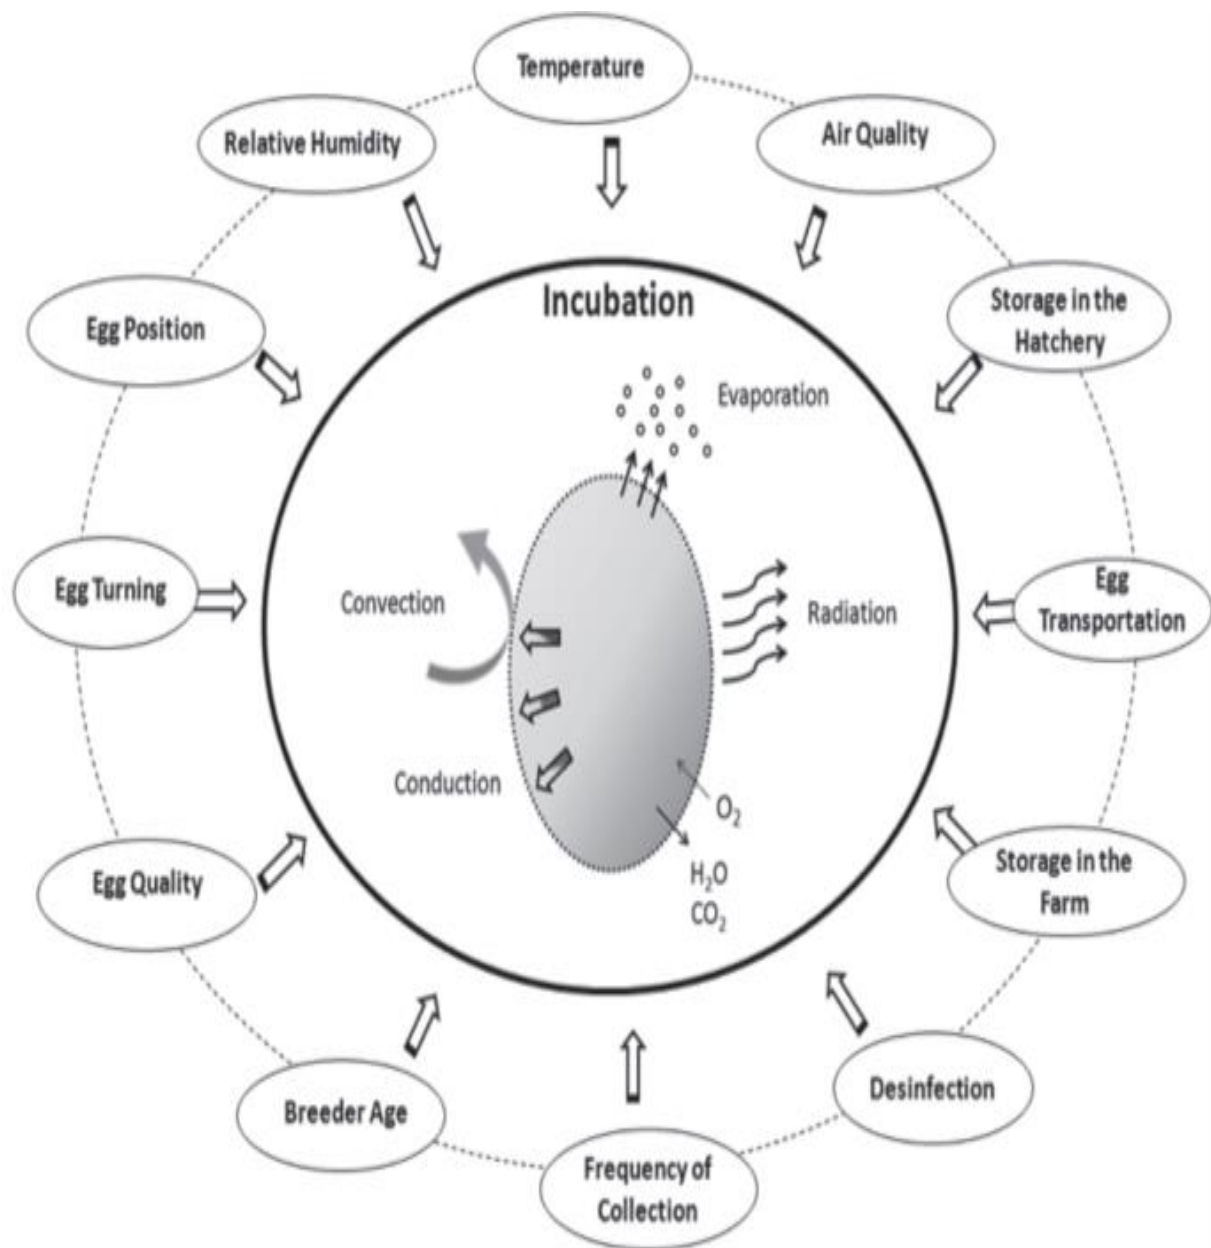 Temperature
Relative Humidity
Air Quality
Egg Position
Storage in the
Hatchery
Incubation
Evaporation
Egg Turning
Convection
Radiation
Egg
Transportation
Conduction
O₂
H₂O
CO₂
Egg Quality
Storage in the
Farm
Breeder Age
Desinfection
Frequency of
Collection